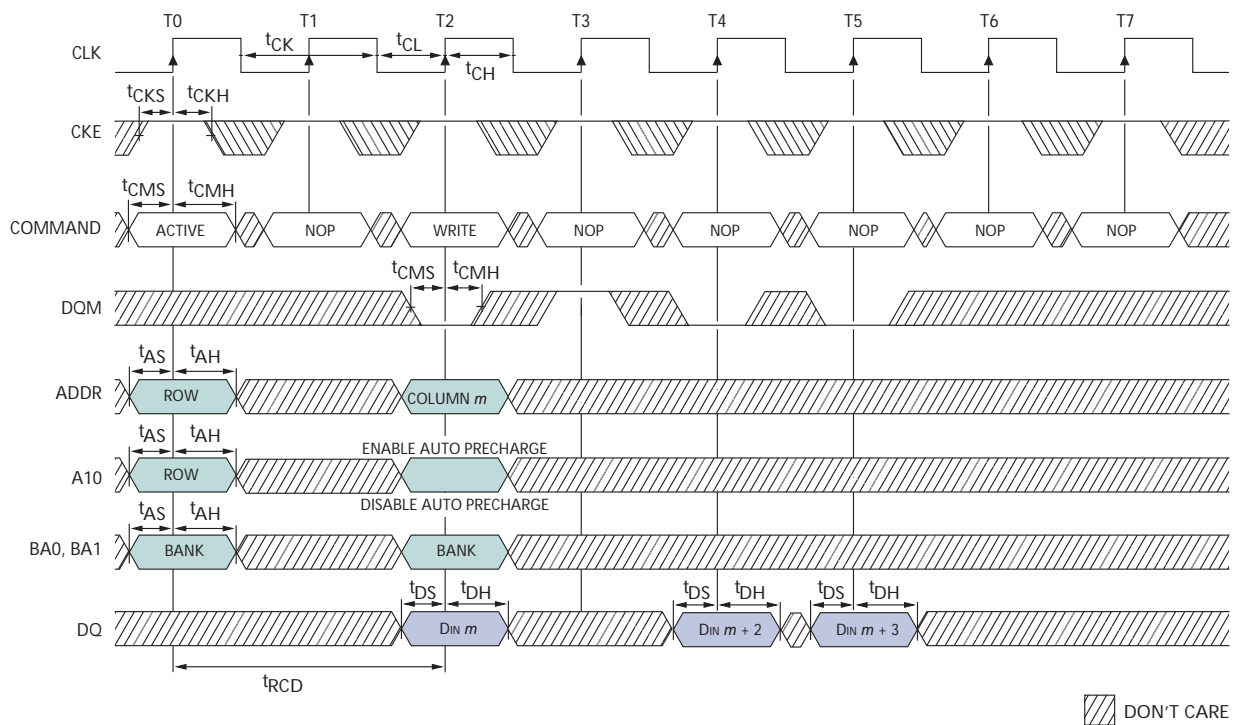 T0 T1 T2 T3 T4 T5 T6 T7
CLK tCK tCL tCH
tCKS tCKH
CKE
tCMS tCMH
COMMAND ACTIVE NOP WRITE NOP NOP NOP NOP NOP
tCMS tCMH
DQM
tAS tAH
ADDR ROW COLUMN m
tAS tAH ENABLE AUTO PRECHARGE
A10 ROW
DISABLE AUTO PRECHARGE
tAS tAH
BA0, BA1 BANK BANK
tDS tDH tDS tDH tDS tDH
DQ DIN m DIN m + 2 DIN m + 3
tRCD
DON'T CARE